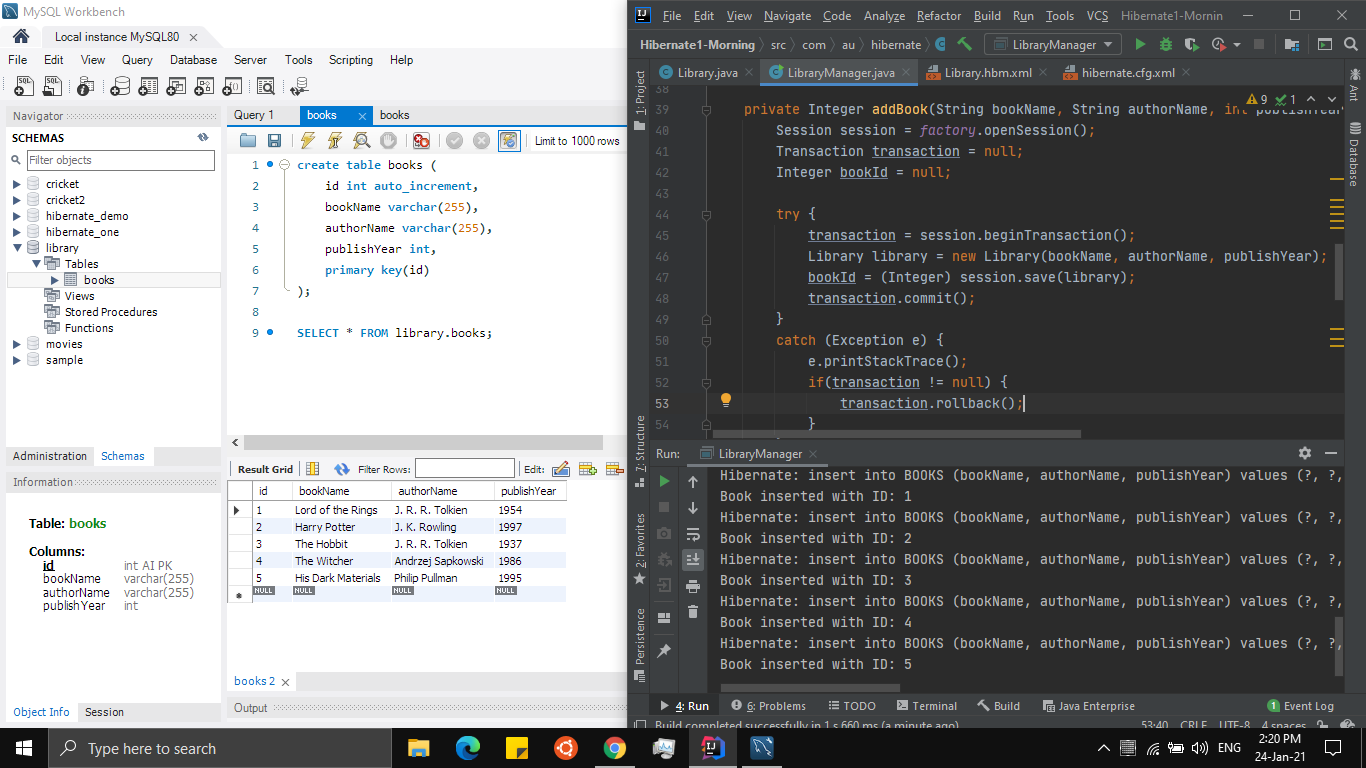 MySQL Workbench
Local instance MySQL80
File Edit View Query Database Server Tools Scripting Help
Navigator
SCHEMAS
Filter objects
cricket
cricket2
hibernate_demo
hibernate_one
library
Tables
books
Views
Stored Procedures
Functions
movies
sample
Administration Schemas
Information
Table: books
Columns:
id int AI PK
bookName varchar(255)
authorName varchar(255)
publishYear int
Object Info Session
Query 1 books books
Limit to 1000 rows
1 create table books (
2 id int auto_increment,
3 bookName varchar(255),
4 authorName varchar(255),
5 publishYear int,
6 primary key(id)
7 );
8
9 SELECT * FROM library.books;
Result Grid Filter Rows: Edit:
id bookName authorName publishYear
1 Lord of the Rings J. R. R. Tolkien 1954
2 Harry Potter J. K. Rowling 1997
3 The Hobbit J. R. R. Tolkien 1937
4 The Witcher Andrzej Sapkowski 1986
5 His Dark Materials Philip Pullman 1995
NULL NULL NULL NULL
books 2
Output
File Edit View Navigate Code Analyze Refactor Build Run Tools VCS Hibernate1-Mornin
Hibernate1-Morning src com au hibernate LibraryManager
Library.java LibraryManager.java Library.hbm.xml hibernate.cfg.xml
1: Project
7: Structure
2: Favorites
Persistence
Ant
Database
9 1
38
39 private Integer addBook(String bookName, String authorName, int publishYear
40 Session session = factory.openSession();
41 Transaction transaction = null;
42 Integer bookId = null;
43
44 try {
45 transaction = session.beginTransaction();
46 Library library = new Library(bookName, authorName, publishYear);
47 bookId = (Integer) session.save(library);
48 transaction.commit();
49 }
50 catch (Exception e) {
51 e.printStackTrace();
52 if(transaction != null) {
53 transaction.rollback();
54 }
Run: LibraryManager
Hibernate: insert into BOOKS (bookName, authorName, publishYear) values (?, ?,
Book inserted with ID: 1
Hibernate: insert into BOOKS (bookName, authorName, publishYear) values (?, ?,
Book inserted with ID: 2
Hibernate: insert into BOOKS (bookName, authorName, publishYear) values (?, ?,
Book inserted with ID: 3
Hibernate: insert into BOOKS (bookName, authorName, publishYear) values (?, ?,
Book inserted with ID: 4
Hibernate: insert into BOOKS (bookName, authorName, publishYear) values (?, ?,
Book inserted with ID: 5
4: Run 6: Problems TODO Terminal Build Java Enterprise 1 Event Log
Build completed successfully in 1 s 660 ms (a minute ago) 53:40 CRLF UTF-8 4 spaces
Type here to search
ENG
2:20 PM
24-Jan-21